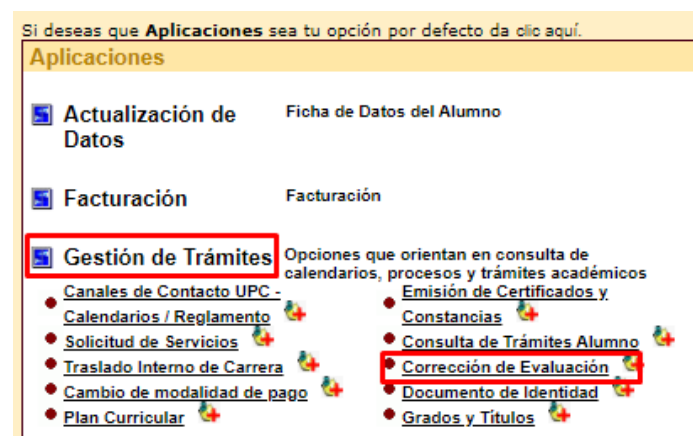 Si deseas que Aplicaciones sea tu opción por defecto da clic aquí.
Aplicaciones
Actualización de Datos
Ficha de Datos del Alumno
Facturación
Facturación
Gestión de Trámites
Opciones que orientan en consulta de
calendarios, procesos y trámites académicos
Canales de Contacto UPC -
Calendarios / Reglamento
Solicitud de Servicios
Traslado Interno de Carrera
Cambio de modalidad de pago
Plan Curricular
Emisión de Certificados y
Constancias
Consulta de Trámites Alumno
Corrección de Evaluación
Documento de Identidad
Grados y Titulos